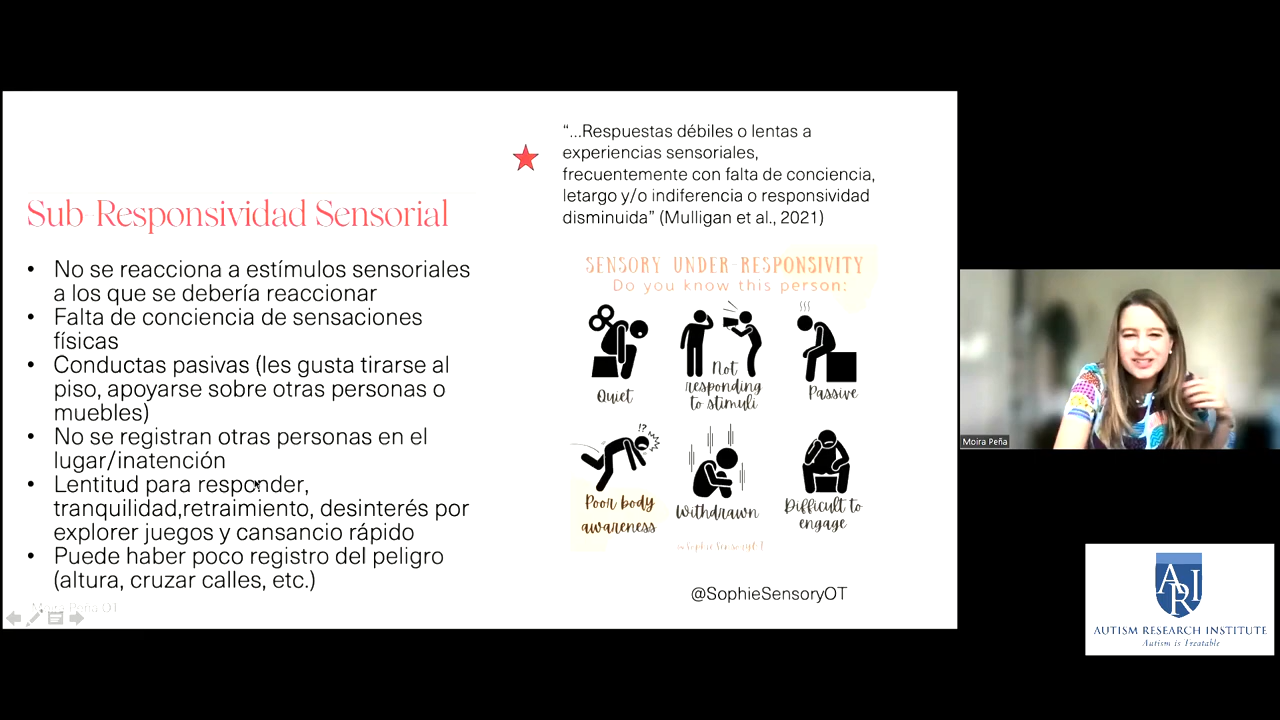 Sub-Responsividad Sensorial
• No se reacciona a estímulos sensoriales
a los que se debería reaccionar
• Falta de conciencia de sensaciones
físicas
• Conductas pasivas (les gusta tirarse al
piso, apoyarse sobre otras personas o
muebles)
• No se registran otras personas en el
lugar/inatención
• Lentitud para responder,
tranquilidad,retraimiento, desinterés por
explorer juegos y cansancio rápido
• Puede haber poco registro del peligro
(altura, cruzar calles, etc.)
Moira Peña OT
“...Respuestas débiles o lentas a
experiencias sensoriales,
frecuentemente con falta de conciencia,
letargo y/o indiferencia o responsividad
disminuida” (Mulligan et al., 2021)
SENSORY UNDER-RESPONSIVITY
Do you know this person:
Quiet
Not
responding
to stimuli
Passive
!?
Poor body
awareness
Withdrawn
Difficult to
engage
@SophieSensoryOT
@SophieSensoryOT
Moira Peña
ARI
AUTISM RESEARCH INSTITUTE
Autism is Treatable